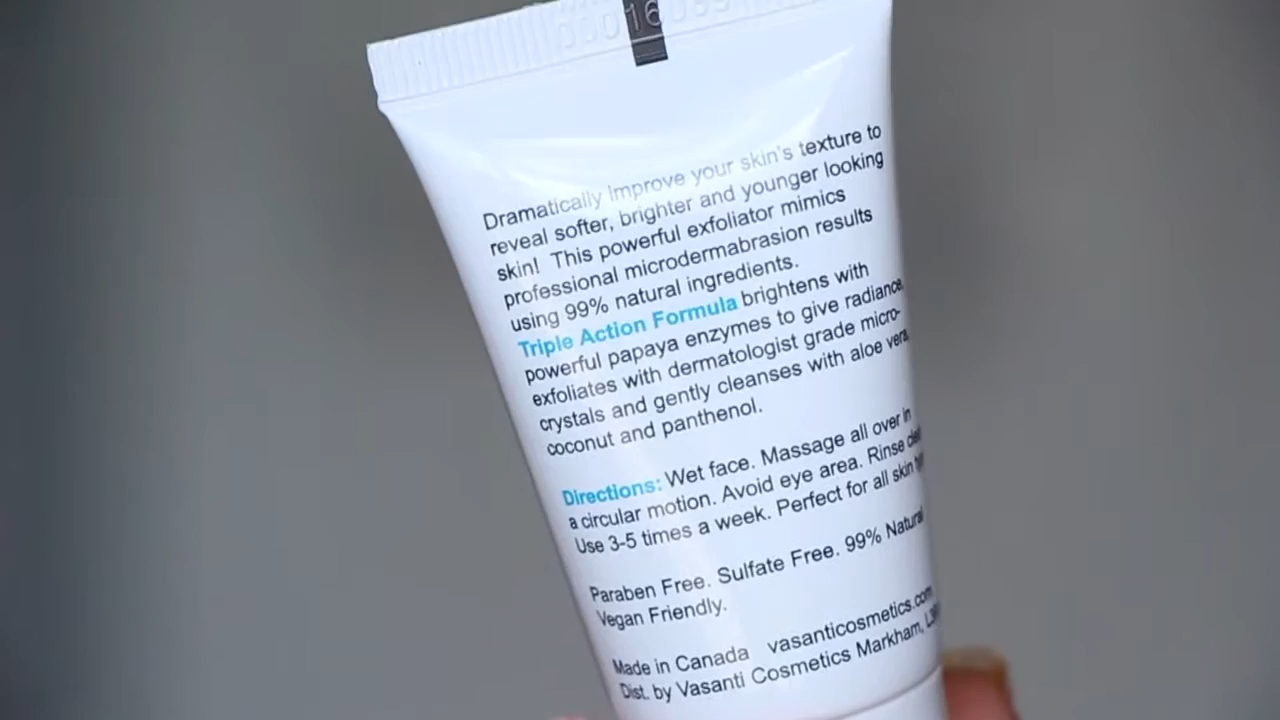 Dramatically improve your skin's texture to
reveal softer, brighter and younger looking
skin! This powerful exfoliator mimics
professional microdermabrasion results
using 99% natural ingredients.
Triple Action Formula brightens with
powerful papaya enzymes to give radiance,
exfoliates with dermatologist grade micro-
crystals and gently cleanses with aloe vera,
coconut and panthenol.
Directions: Wet face. Massage all over in
a circular motion. Avoid eye area. Rinse
Use 3-5 times a week. Perfect for all skin
Paraben Free. Sulfate Free. 99% Natural
Vegan Friendly.
Made in Canada vasanticosmetics.com
Dist. by Vasanti Cosmetics Markham,